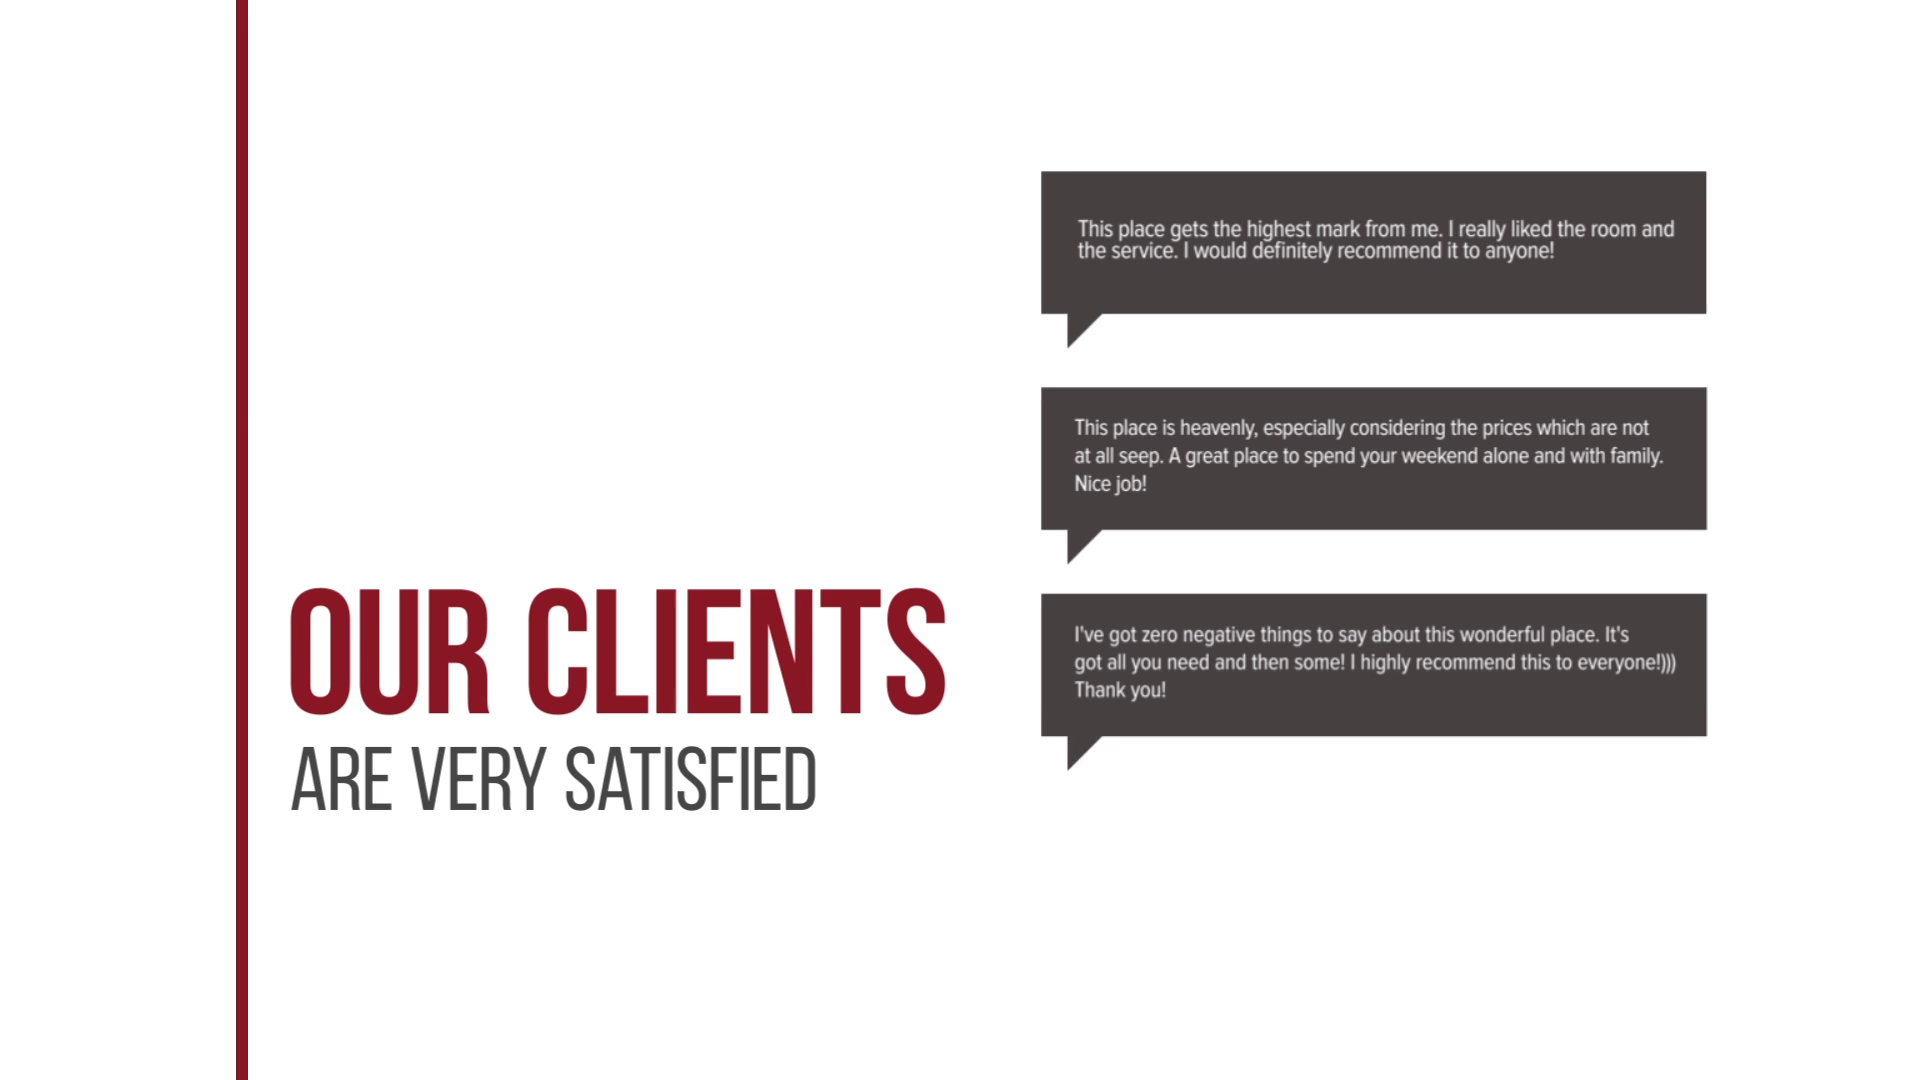 OUR CLIENTS
ARE VERY SATISFIED
This place gets the highest mark from me. I really liked the room and
the service. I would definitely recommend it to anyone!
This place is heavenly, especially considering the prices which are not
at all seep. A great place to spend your weekend alone and with family.
Nice job!
I've got zero negative things to say about this wonderful place. It's
got all you need and then some! I highly recommend this to everyone!)))
Thank you!